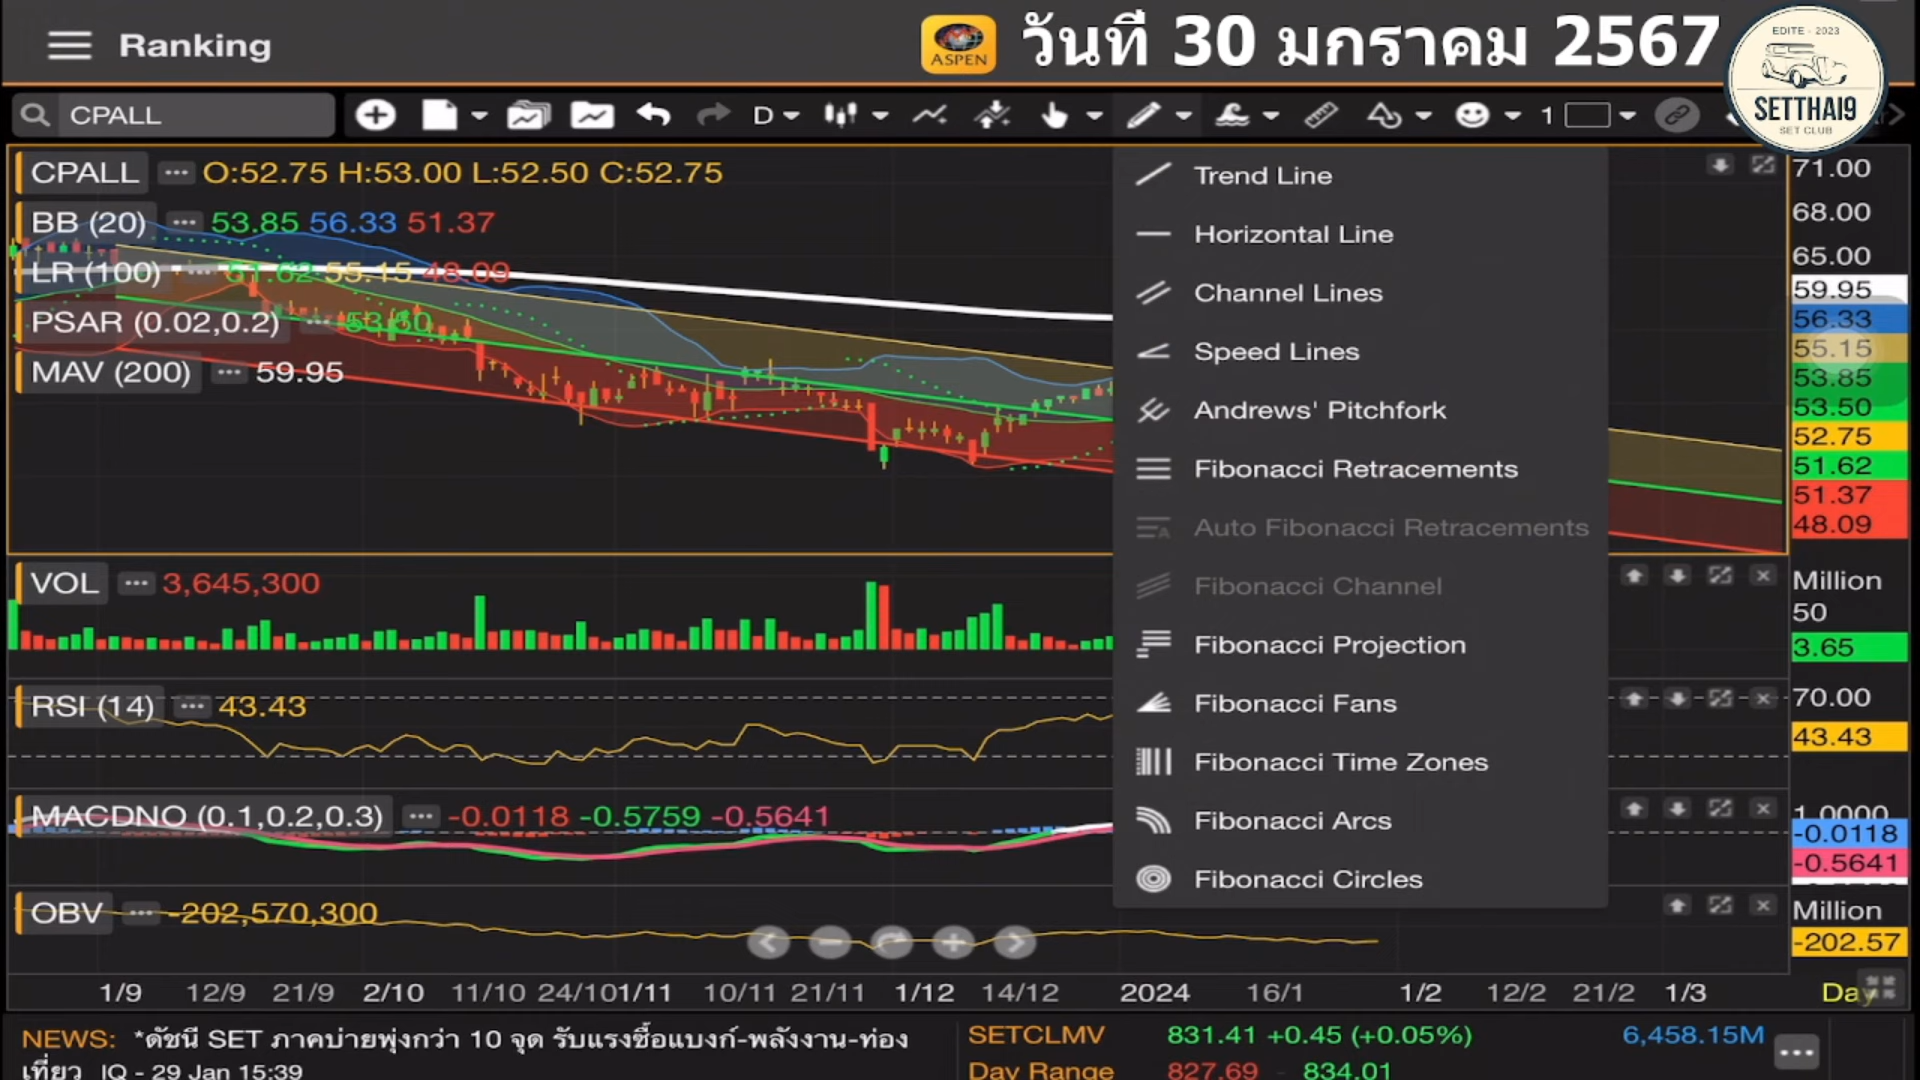 Ranking
ASPEN
วันที่ 30 มกราคม 2567
EDITE - 2023
SETTHAI9
SET CLUB
CPALL
D
1
CPALL ··· O:52.75 H:53.00 L:52.50 C:52.75
BB (20) ··· 53.85 56.33 51.37
LR (100) ··· 51.62 55.15 48.09
PSAR (0.02,0.2) ··· 53.50
MAV (200) ··· 59.95
Trend Line
Horizontal Line
Channel Lines
Speed Lines
Andrews' Pitchfork
Fibonacci Retracements
Auto Fibonacci Retracements
Fibonacci Channel
Fibonacci Projection
Fibonacci Fans
Fibonacci Time Zones
Fibonacci Arcs
Fibonacci Circles
71.00
68.00
65.00
59.95
56.33
55.15
53.85
53.50
52.75
51.62
51.37
48.09
VOL ··· 3,645,300
Million
50
3.65
RSI (14) ··· 43.43
70.00
43.43
MACDNO (0.1,0.2,0.3) ··· -0.0118 -0.5759 -0.5641
1.0000
-0.0118
-0.5641
OBV ··· -202,570,300
Million
-202.57
1/9 12/9 21/9 2/10 11/10 24/10 1/11 10/11 21/11 1/12 14/12 2024 16/1 1/2 12/2 21/2 1/3 Day
NEWS: *ดัชนี SET ภาคบ่ายพุ่งกว่า 10 จุด รับแรงซื้อแบงก์-พลังงาน-ท่อง
เที่ยว IQ - 29 Jan 15:39
SETCLMV 831.41 +0.45 (+0.05%) 6,458.15M
Day Range 827.69 - 834.01